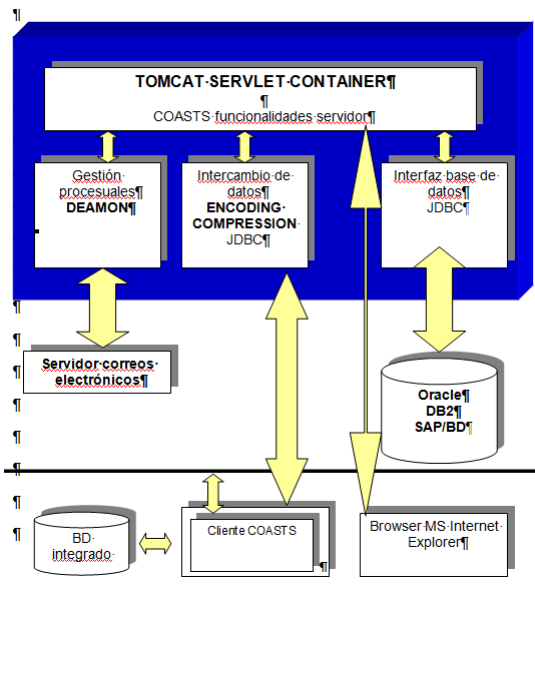 TOMCAT SERVLET CONTAINER
COASTS funcionalidades servidor
Gestión
procesuales
DEAMON
Intercambio de
datos
ENCODING
COMPRESSION
JDBC
Interfaz base de
datos
JDBC
Servidor correos
electrónicos
Oracle
DB2
SAP/BD
BD
integrado
Cliente COASTS
Browser MS Internet
Explorer